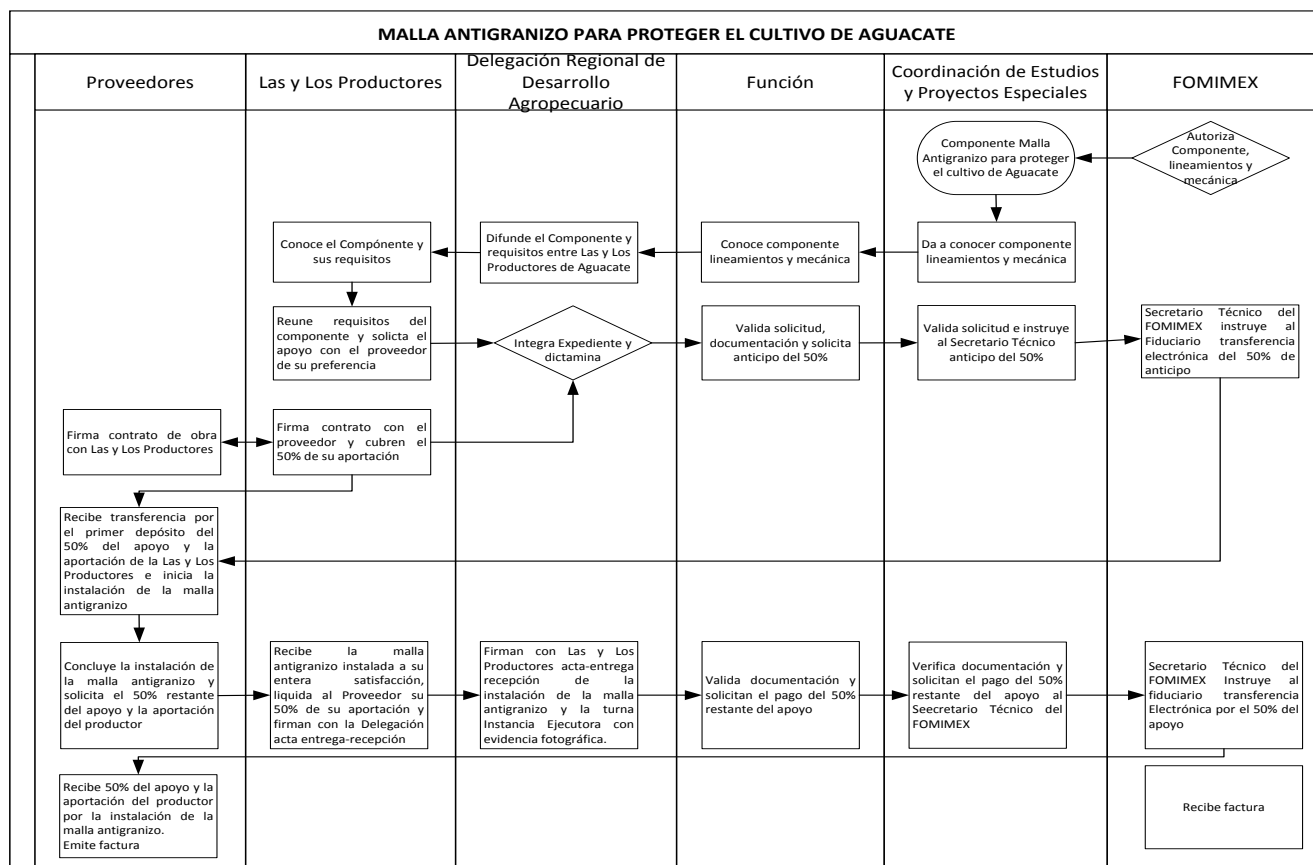 MALLA ANTIGRANIZO PARA PROTEGER EL CULTIVO DE AGUACATE
Proveedores
Las y Los Productores
Delegación Regional de
Desarrollo
Agropecuario
Función
Coordinación de Estudios
y Proyectos Especiales
FOMIMEX
Componente Malla
Antigranizo para proteger
el cultivo de Aguacate
Autoriza
Componente,
lineamientos y
mecánica
Conoce el Compónente y
sus requisitos
Difunde el Componente y
requisitos entre Las y Los
Productores de Aguacate
Conoce componente
lineamientos y mecánica
Da a conocer componente
lineamientos y mecánica
Reune requisitos del
componente y solicta el
apoyo con el proveedor
de su preferencia
Integra Expediente y
dictamina
Valida solicitud,
documentación y solicita
anticipo del 50%
Valida solicitud e instruye
al Secretario Técnico
anticipo del 50%
Secretario Técnico del
FOMIMEX instruye al
Fiduciario transferencia
electrónica del 50% de
anticipo
Firma contrato de obra
con Las y Los Productores
Firma contrato con el
proveedor y cubren el
50% de su aportación
Recibe transferencia por
el primer depósito del
50% del apoyo y la
aportación de la Las y Los
Productores e inicia la
instalación de la malla
antigranizo
Concluye la instalación de
la malla antigranizo y
solicita el 50% restante
del apoyo y la aportación
del productor
Recibe la malla
antigranizo instalada a su
entera satisfacción,
liquida al Proveedor su
50% de su aportación y
firman con la Delegación
acta entrega-recepción
Firman con Las y Los
Productores acta-entrega
recepción de la
instalación de la malla
antigranizo y la turna
Instancia Ejecutora con
evidencia fotográfica.
Valida documentación y
solicitan el pago del 50%
restante del apoyo
Verifica documentación y
solicitan el pago del 50%
restante del apoyo al
Seecretario Técnico del
FOMIMEX
Secretario Técnico del
FOMIMEX Instruye al
fiduciario transferencia
Electrónica por el 50% del
apoyo
Recibe 50% del apoyo y la
aportación del productor
por la instalación de la
malla antigranizo.
Emite factura
Recibe factura